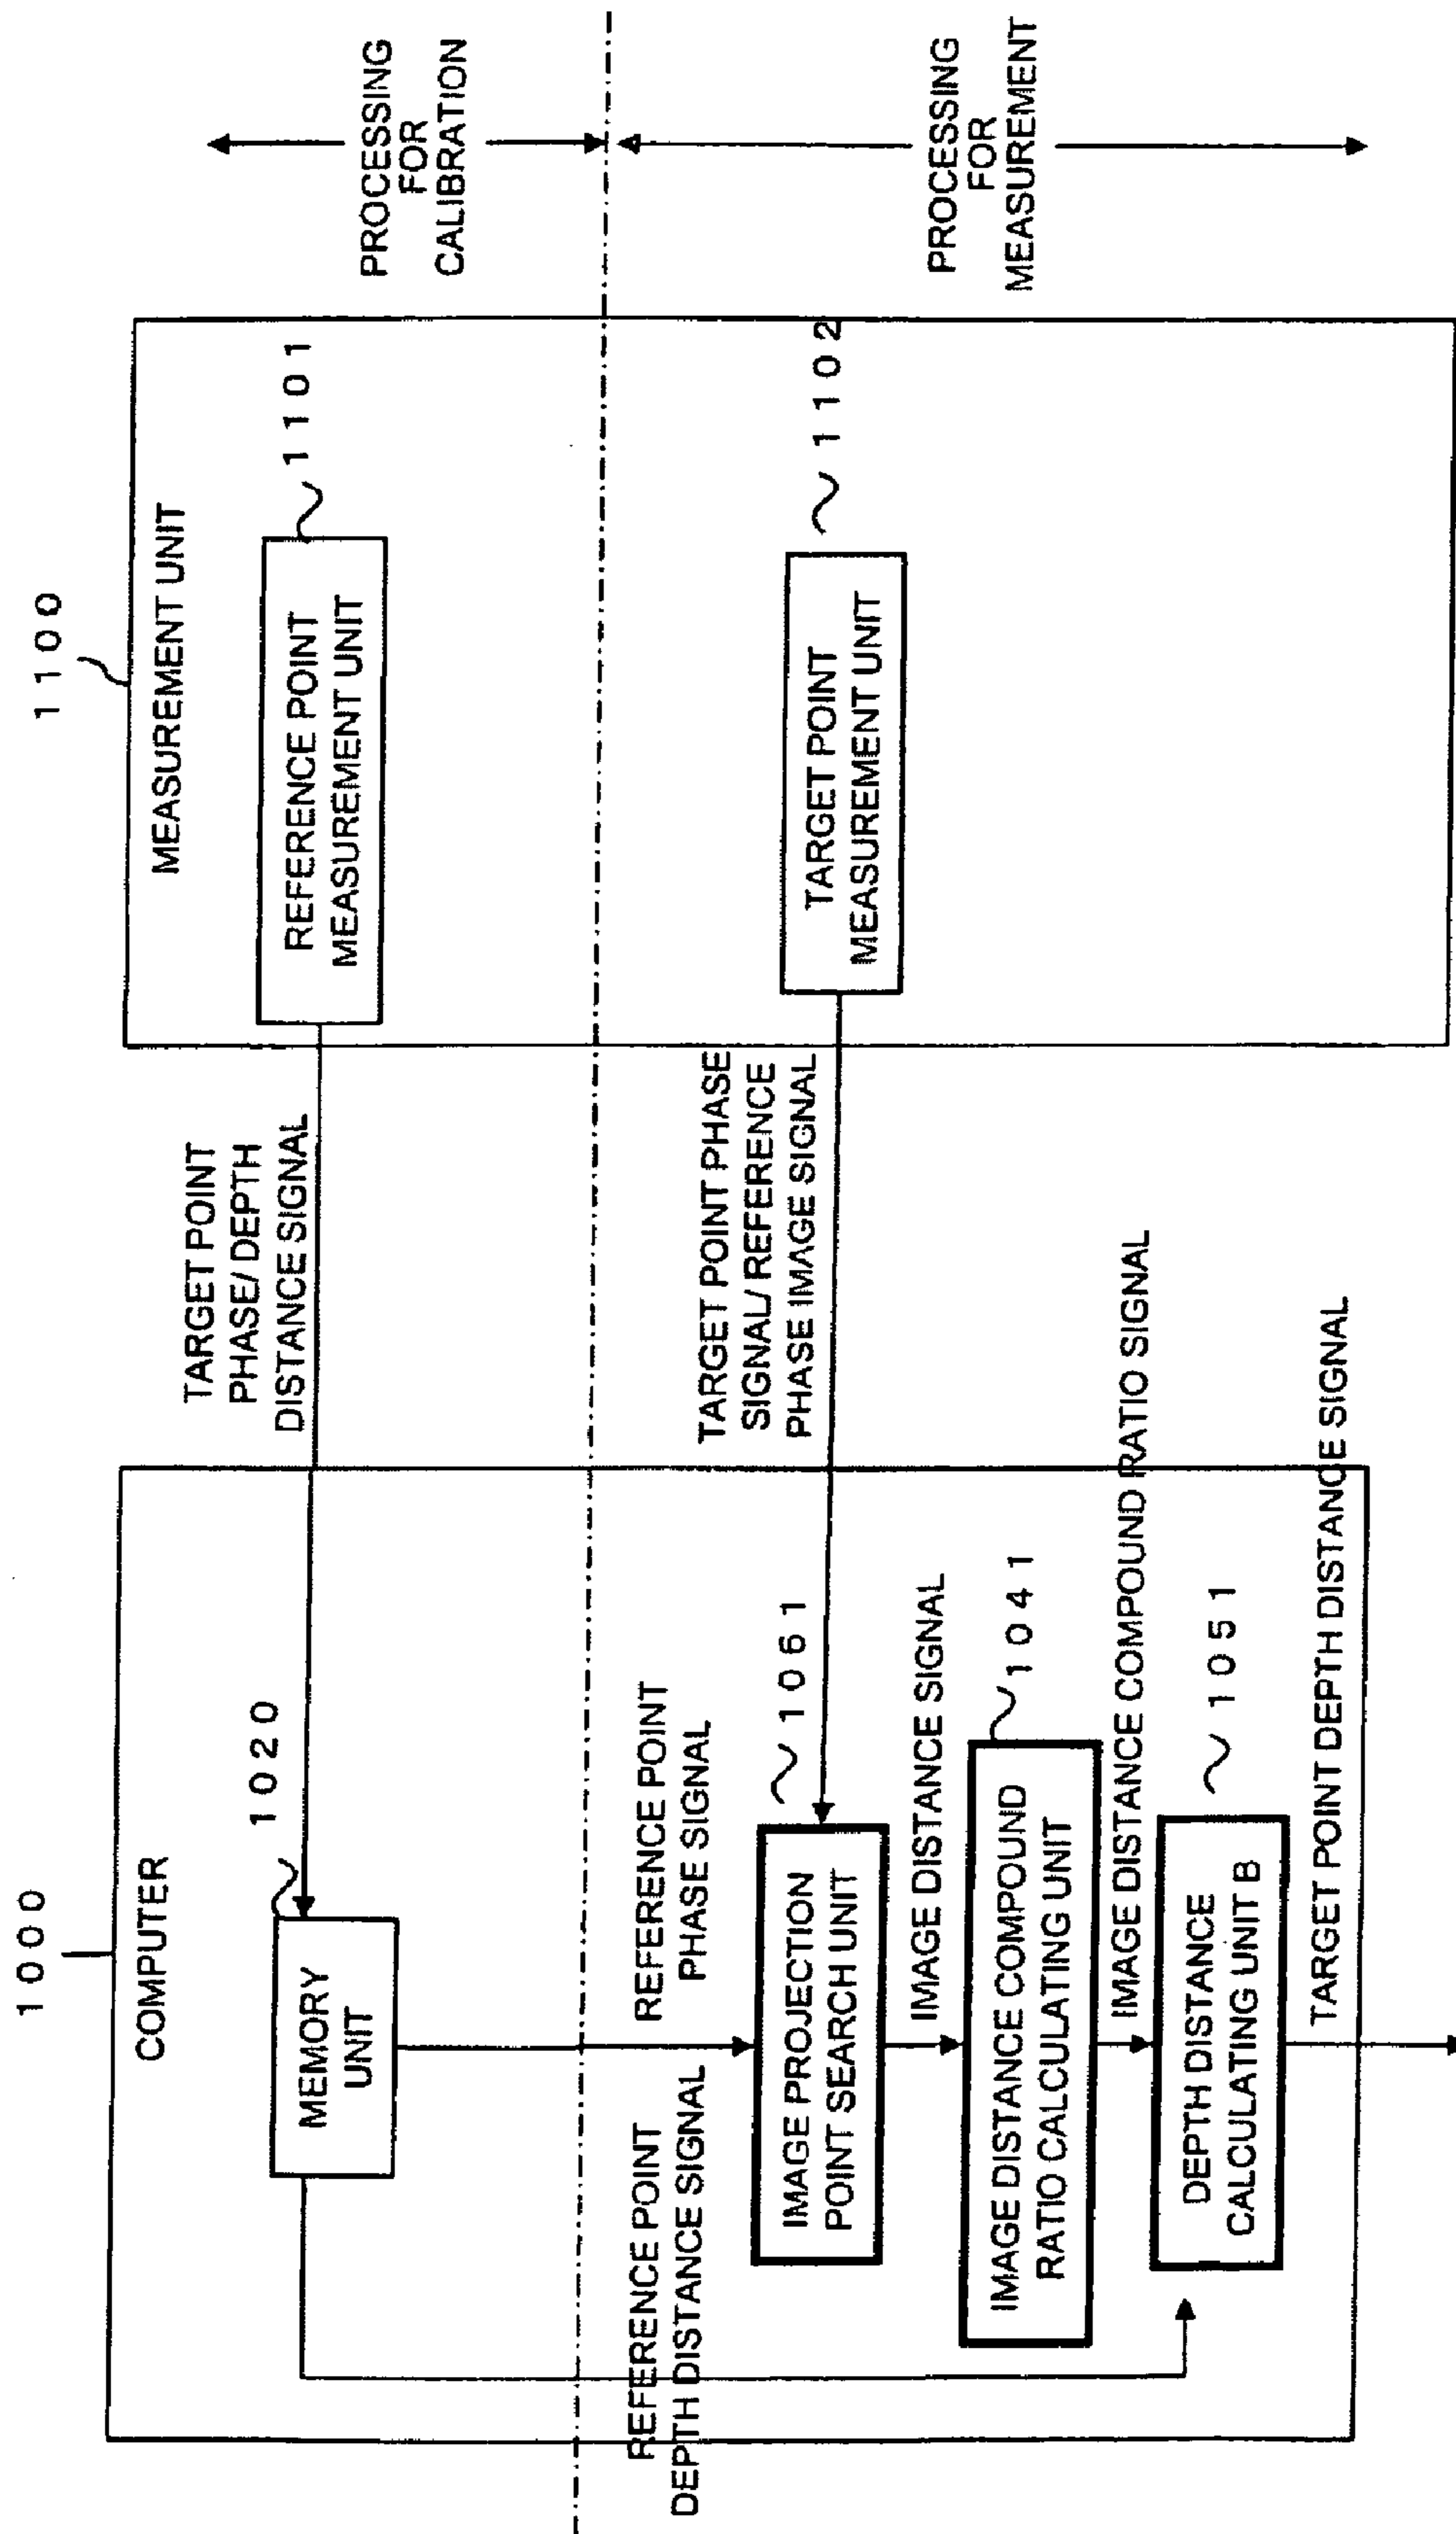 1000
COMPUTER
1020
MEMORY
UNIT
REFERENCE POINT
DEPTH DISTANCE SIGNAL
REFERENCE POINT
PHASE SIGNAL
1061
IMAGE PROJECTION
POINT SEARCH UNIT
IMAGE DISTANCE SIGNAL
1041
IMAGE DISTANCE COMPOUND
RATIO CALCULATING UNIT
IMAGE DISTANCE COMPOUND RATIO SIGNAL
1051
DEPTH DISTANCE
CALCULATING UNIT B
TARGET POINT DEPTH DISTANCE SIGNAL
TARGET POINT
PHASE/ DEPTH
DISTANCE SIGNAL
TARGET POINT PHASE
SIGNAL/ REFERENCE
PHASE IMAGE SIGNAL
1100
MEASUREMENT UNIT
1101
REFERENCE POINT
MEASUREMENT UNIT
1102
TARGET POINT
MEASUREMENT UNIT
PROCESSING
FOR
CALIBRATION
PROCESSING
FOR
MEASUREMENT